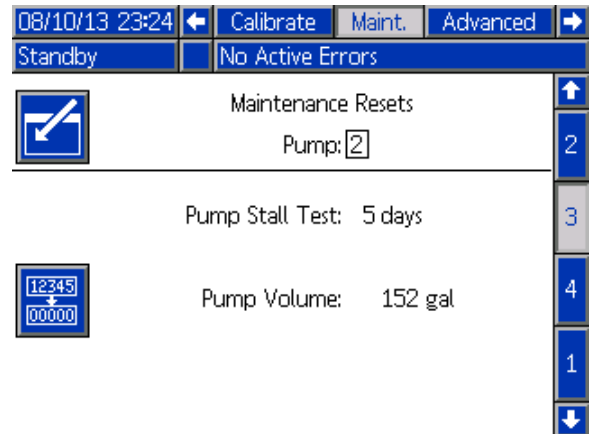 08/10/13 23:24 Calibrate Maint. Advanced
Standby No Active Errors
Maintenance Resets
Pump: 2
2
Pump Stall Test: 5 days
3
12345
00000
Pump Volume: 152 gal
4
1